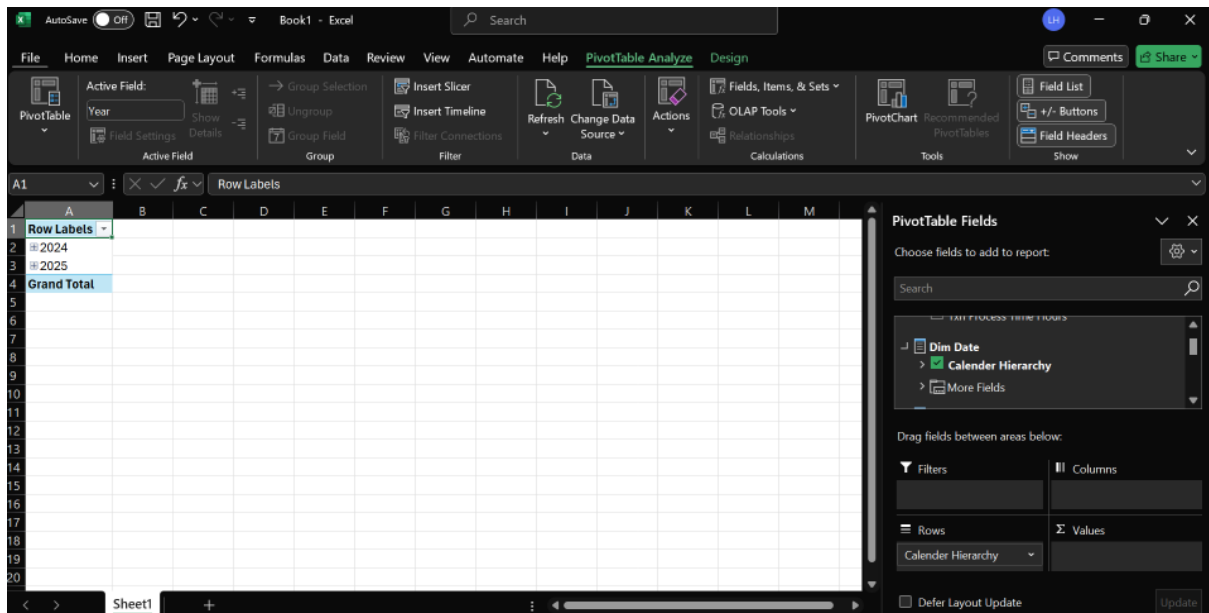 AutoSave Off Book1 - Excel Search LH
File Home Insert Page Layout Formulas Data Review View Automate Help PivotTable Analyze Design Comments Share
PivotTable
Active Field:
Year
Field Settings
Show Details
Active Field
Group Selection
Ungroup
Group Field
Group
Insert Slicer
Insert Timeline
Filter Connections
Filter
Refresh
Change Data Source
Data
Actions
Fields, Items, & Sets
OLAP Tools
Relationships
Calculations
PivotChart
Recommended PivotTables
Tools
Field List
+/- Buttons
Field Headers
Show
A1 fx Row Labels
A B C D E F G H I J K L M
1 Row Labels
2 2024
3 2025
4 Grand Total
5
6
7
8
9
10
11
12
13
14
15
16
17
18
19
20
Sheet1
PivotTable Fields
Choose fields to add to report:
Search
Txn Process Time Hours
Dim Date
Calender Hierarchy
More Fields
Drag fields between areas below:
Filters
Columns
Rows
Σ Values
Calender Hierarchy
Defer Layout Update Update